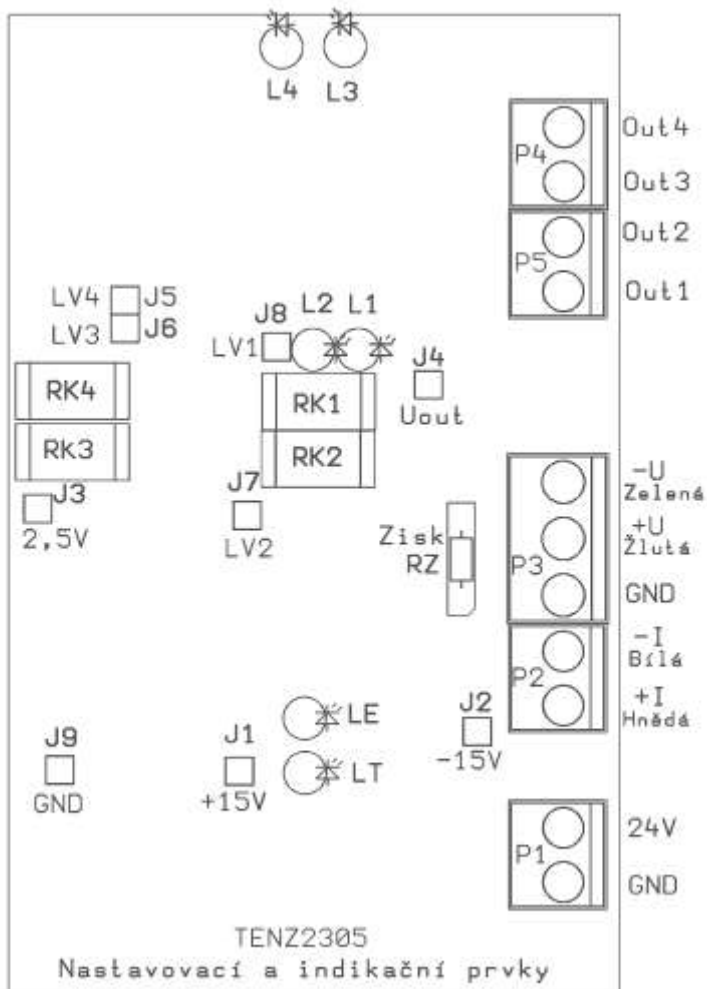 L4 L3
P4
Out4
Out3
P5
Out2
Out1
LV4 J5
LV3 J6
J8 L2 L1
LV1
J4
Uout
RK4
RK3
RK1
RK2
J3
2,5V
J7
LV2
Zisk
RZ
P3
-U
Zelená
+U
Žlutá
GND
P2
-I
Bílá
+I
Hnědá
J9
GND
J1
+15V
LE
LT
J2
-15V
P1
24V
GND
TENZ2305
Nastavovací a indikační prvky